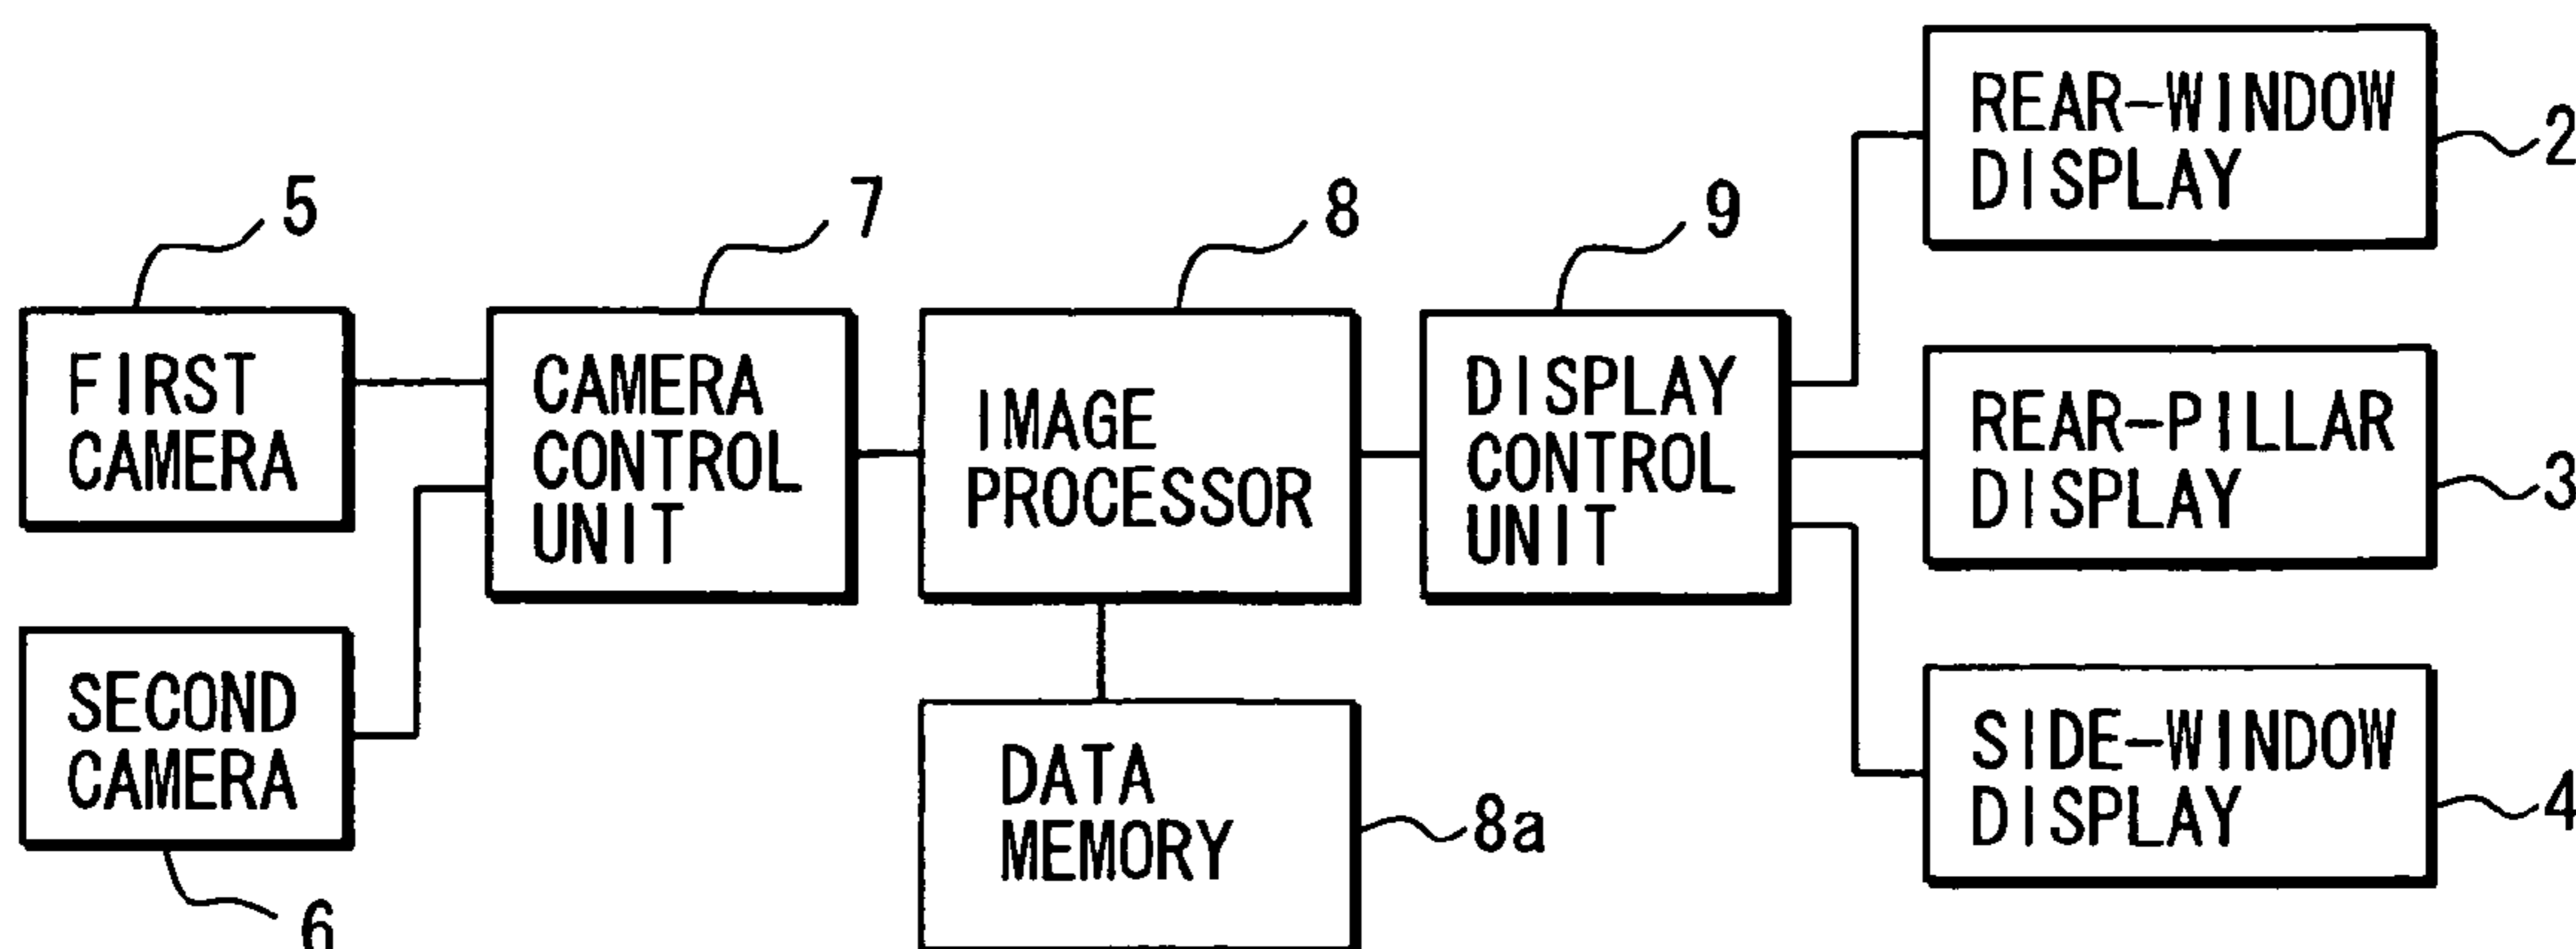 REAR-WINDOW
DISPLAY
2
5
7
8
9
FIRST
CAMERA
CAMERA
CONTROL
UNIT
IMAGE
PROCESSOR
DISPLAY
CONTROL
UNIT
REAR-PILLAR
DISPLAY
3
SECOND
CAMERA
6
DATA
MEMORY
8a
SIDE-WINDOW
DISPLAY
4